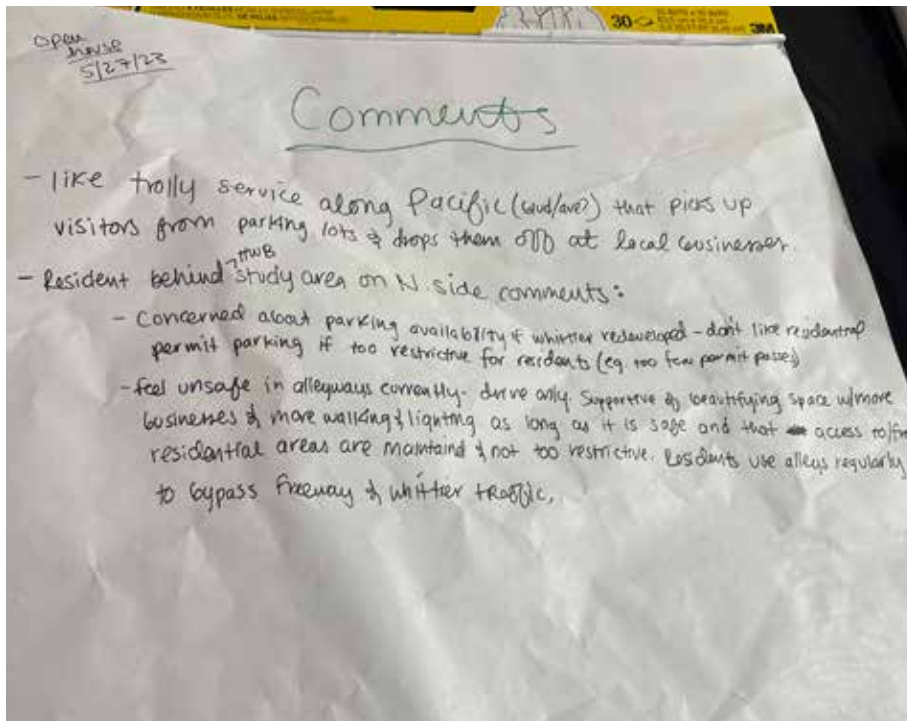 30
3M
open
house
5/27/23
Comments
- like trolly service along Pacific (blvd/ave?) that picks up
visitors from parking lots & drops them off at local businesses.
- Resident behind WB study area on N side comments:
- Concerned about parking availability if whittier redeveloped - don't like residential
permit parking if too restrictive for residents (eg. too few permit passes)
- feel unsafe in alleyways currently - drive only. Supportive of beautifying space w/more
businesses & more walking & lighting as long as it is safe and that access to/fr
residential areas are maintaind & not too restrictive. Residents use alleys regularly
to bypass freeway & whittier traffic.